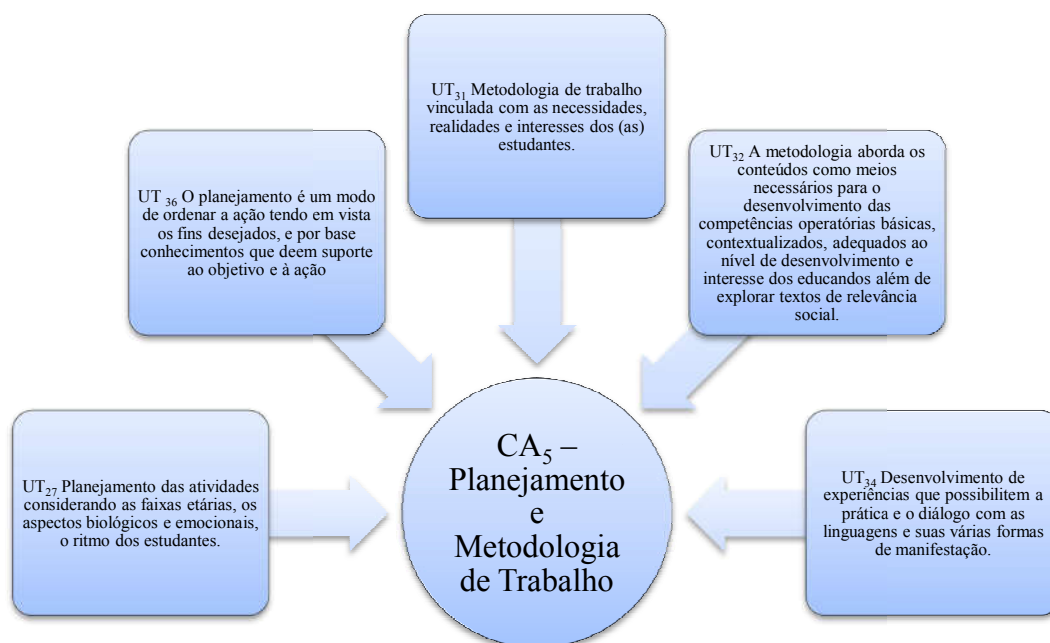 UT31 Metodologia de trabalho
vinculada com as necessidades,
realidades e interesses dos (as)
estudantes.
UT 36 O planejamento é um modo
de ordenar a ação tendo em vista
os fins desejados, e por base
conhecimentos que deem suporte
ao objetivo e à ação
UT32 A metodologia aborda os
conteúdos como meios
necessários para o
desenvolvimento das
competências operatórias básicas,
contextualizados, adequados ao
nível de desenvolvimento e
interesse dos educandos além de
explorar textos de relevância
social.
UT27 Planejamento das atividades
considerando as faixas etárias, os
aspectos biológicos e emocionais,
o ritmo dos estudantes.
CA5 –
Planejamento
e
Metodologia
de Trabalho
UT34 Desenvolvimento de
experiências que possibilitem a
prática e o diálogo com as
linguagens e suas várias formas
de manifestação.